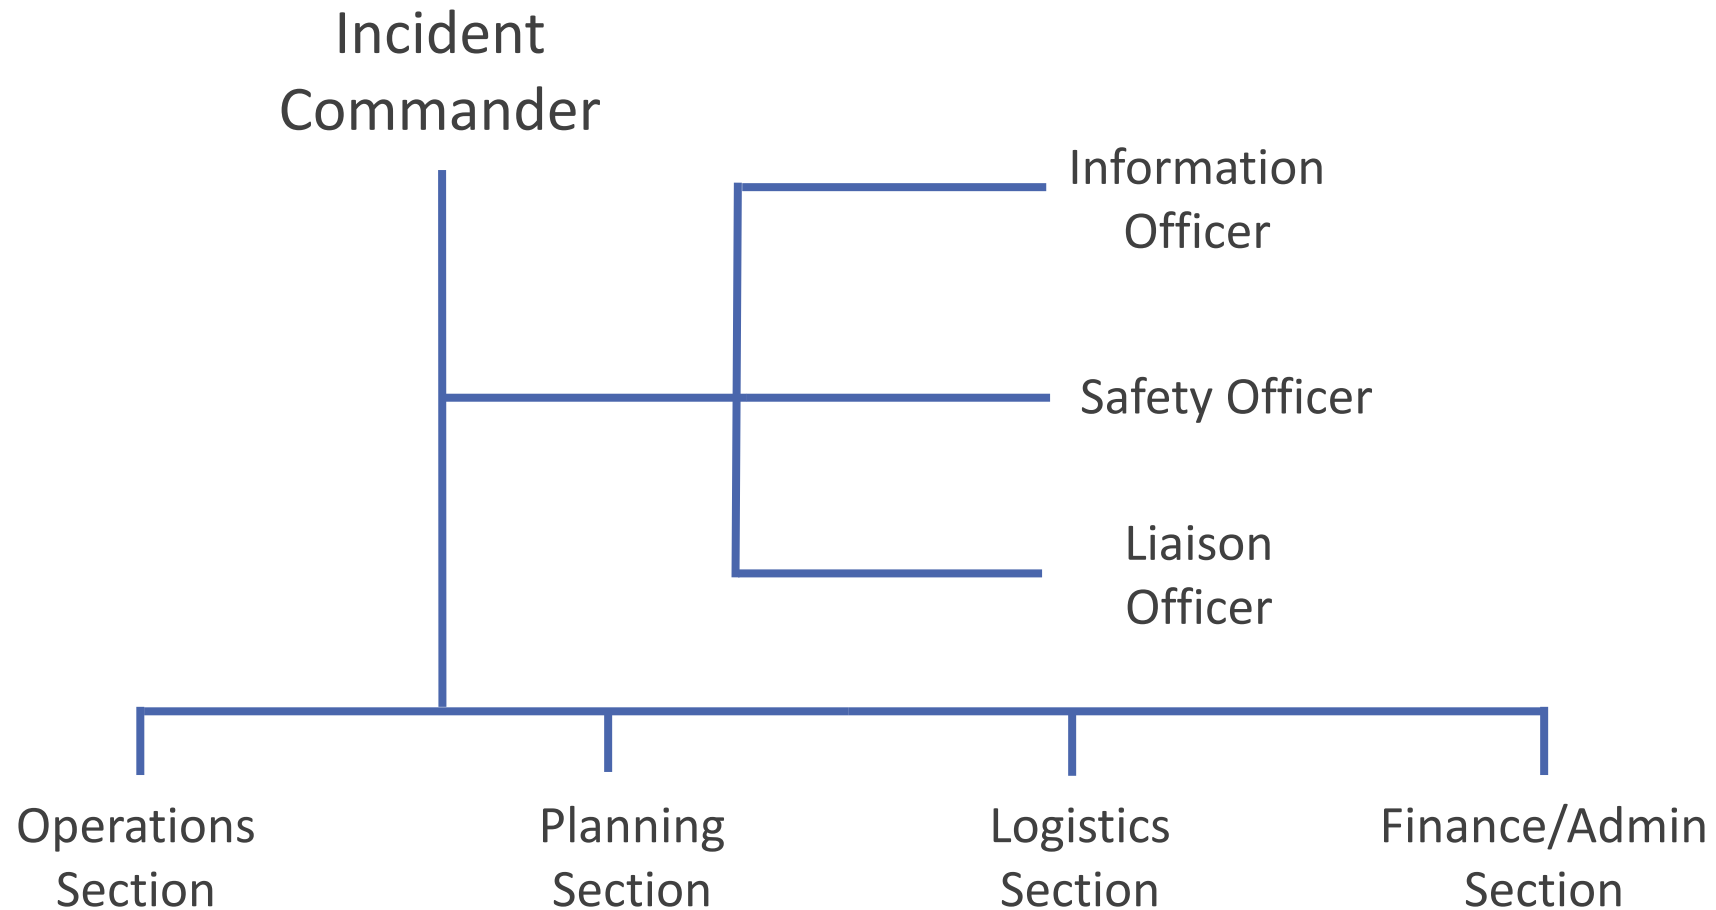 Incident
Commander
Information
Officer
Safety Officer
Liaison
Officer
Operations
Section
Planning
Section
Logistics
Section
Finance/Admin
Section